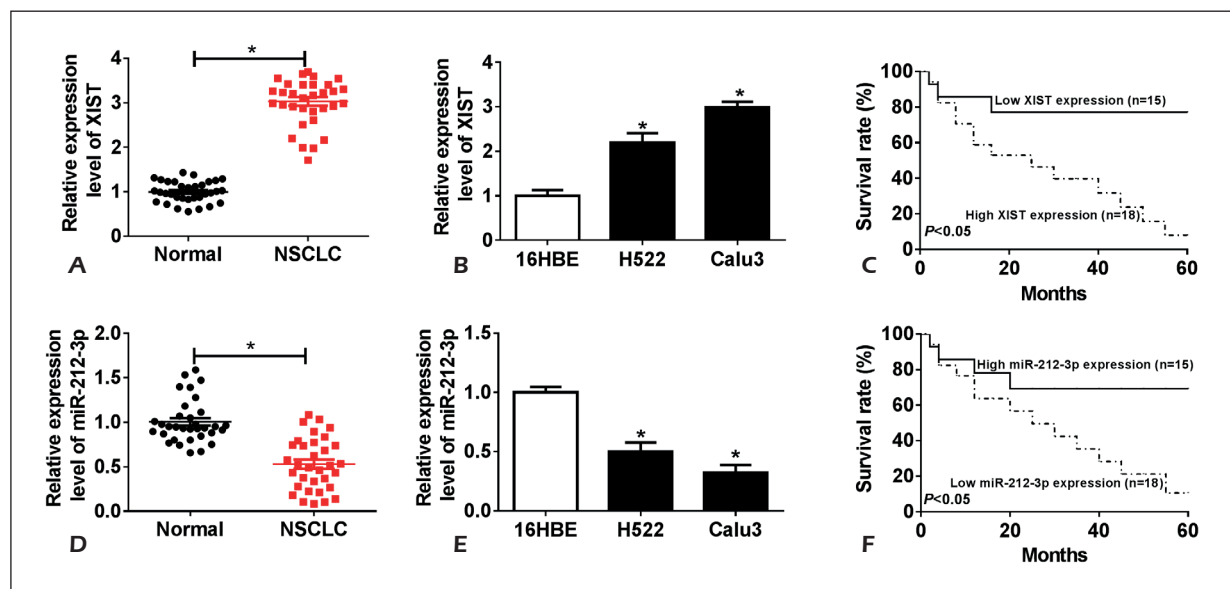 *
Relative expression
level of XIST
4
3
2
1
0
Normal
NSCLC
A
Relative expression
level of XIST
4
3
2
1
0
*
*
16HBE
H522
Calu3
B
Survival rate (%)
100
80
60
40
20
0
Low XIST expression (n=15)
High XIST expression (n=18)
P<0.05
0
20
40
60
Months
C
*
Relative expression
level of miR-212-3p
2.0
1.5
1.0
0.5
0.0
Normal
NSCLC
D
Relative expression
level of miR-212-3p
1.5
1.0
0.5
0.0
*
*
16HBE
H522
Calu3
E
Survival rate (%)
100
80
60
40
20
0
High miR-212-3p expression (n=15)
Low miR-212-3p expression (n=18)
P<0.05
0
20
40
60
Months
F